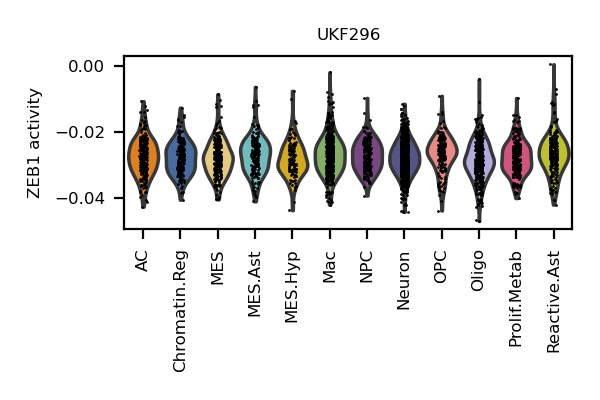 UKF296
ZEB1 activity
0.00
−0.02
−0.04
AC
Chromatin.Reg
MES
MES.Ast
MES.Hyp
Mac
NPC
Neuron
OPC
Oligo
Prolif.Metab
Reactive.Ast